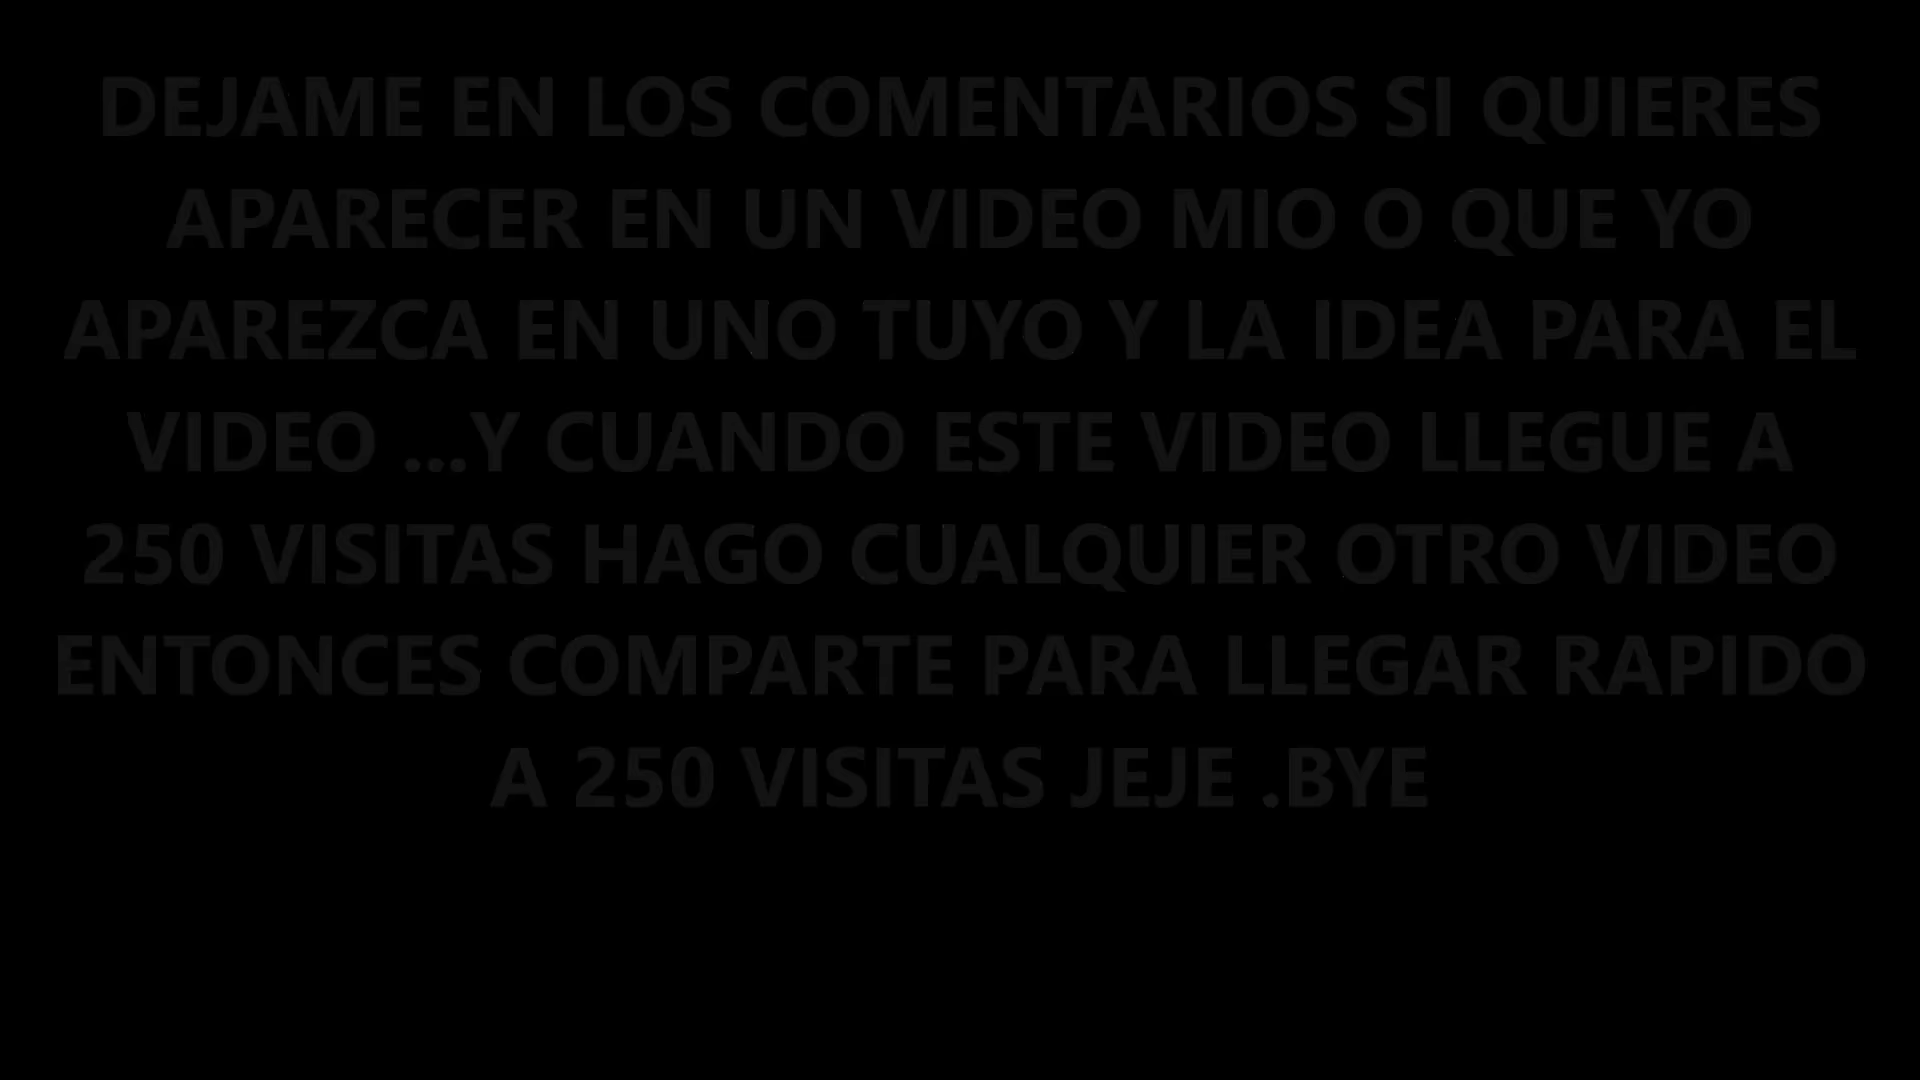 DEJAME EN LOS COMENTARIOS SI QUIERES
APARECER EN UN VIDEO MIO O QUE YO
APAREZCA EN UNO TUYO Y LA IDEA PARA EL
VIDEO ...Y CUANDO ESTE VIDEO LLEGUE A
250 VISITAS HAGO CUALQUIER OTRO VIDEO
ENTONCES COMPARTE PARA LLEGAR RAPIDO
A 250 VISITAS JEJE .BYE